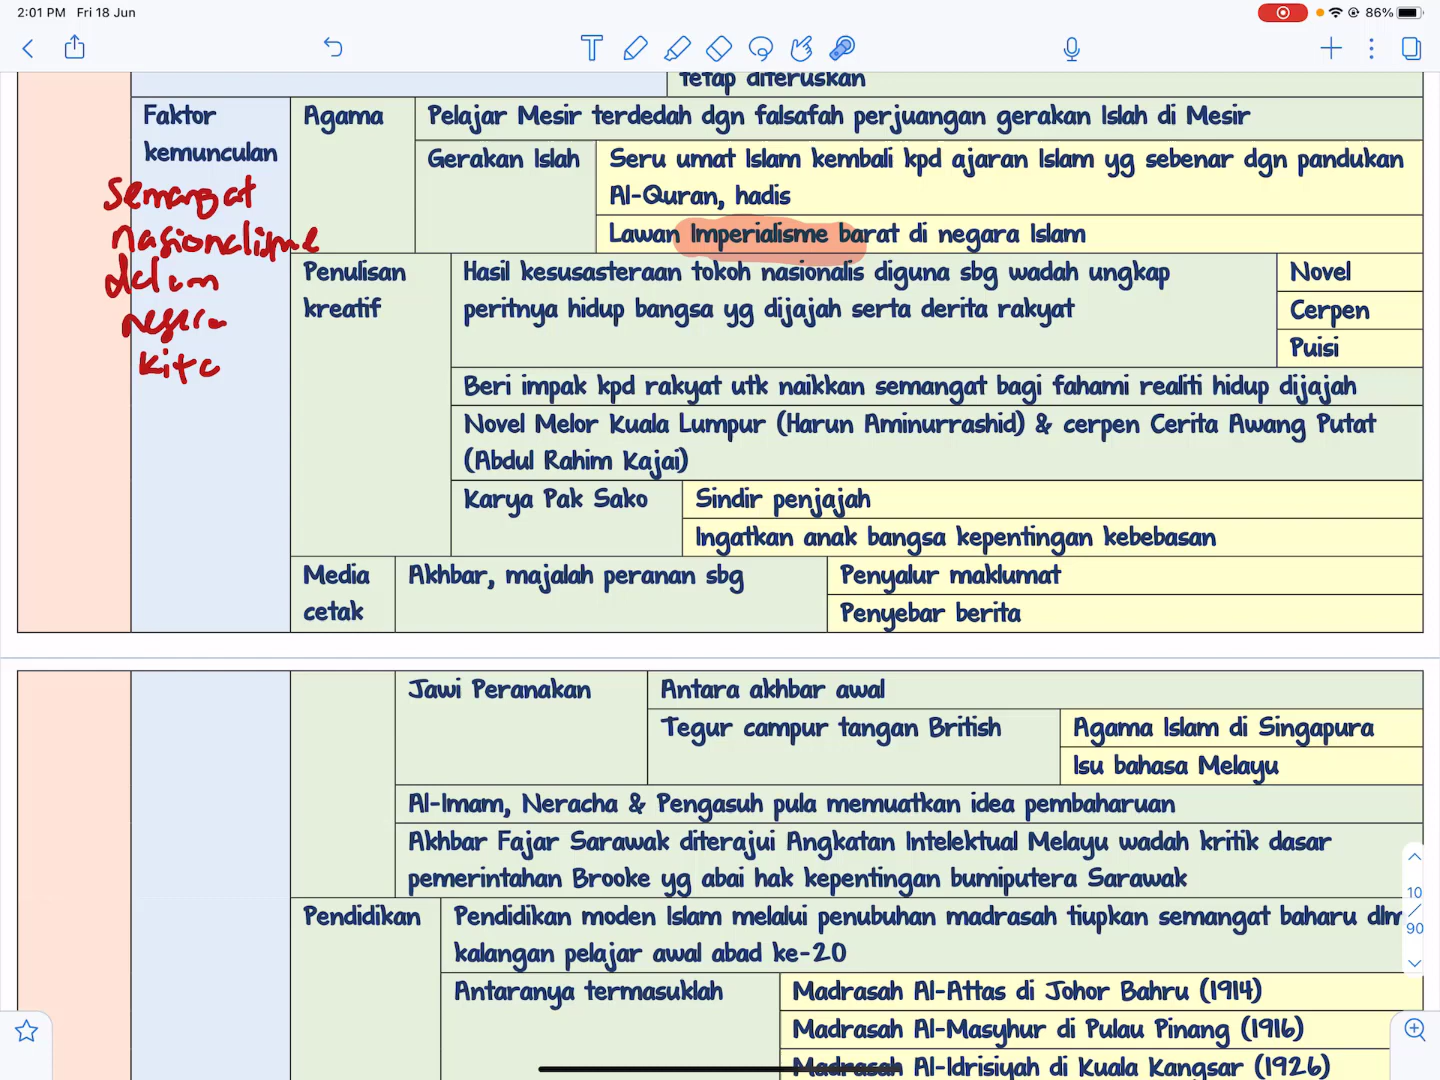 2:01 PM Fri 18 Jun
86%
tetap diteruskan
Faktor
kemunculan
semangat
nasionalisme
dalam
negara
kita
Agama
Pelajar Mesir terdedah dgn falsafah perjuangan gerakan Islah di Mesir
Gerakan Islah
Seru umat Islam kembali kpd ajaran Islam yg sebenar dgn pandukan
Al-Quran, hadis
Lawan Imperialisme barat di negara Islam
Penulisan
kreatif
Hasil kesusasteraan tokoh nasionalis diguna sbg wadah ungkap
peritnya hidup bangsa yg dijajah serta derita rakyat
Novel
Cerpen
Puisi
Beri impak kpd rakyat utk naikkan semangat bagi fahami realiti hidup dijajah
Novel Melor Kuala Lumpur (Harun Aminurrashid) & cerpen Cerita Awang Putat
(Abdul Rahim Kajai)
Karya Pak Sako
Sindir penjajah
Ingatkan anak bangsa kepentingan kebebasan
Media
cetak
Akhbar, majalah peranan sbg
Penyalur maklumat
Penyebar berita
Jawi Peranakan
Antara akhbar awal
Tegur campur tangan British
Agama Islam di Singapura
Isu bahasa Melayu
Al-Imam, Neracha & Pengasuh pula memuatkan idea pembaharuan
Akhbar Fajar Sarawak diterajui Angkatan Intelektual Melayu wadah kritik dasar
pemerintahan Brooke yg abai hak kepentingan bumiputera Sarawak
Pendidikan
Pendidikan moden Islam melalui penubuhan madrasah tiupkan semangat baharu dlm
kalangan pelajar awal abad ke-20
Antaranya termasuklah
Madrasah Al-Attas di Johor Bahru (1914)
Madrasah Al-Masyhur di Pulau Pinang (1916)
Madrasah Al-Idrisiyah di Kuala Kangsar (1926)
10
/
90